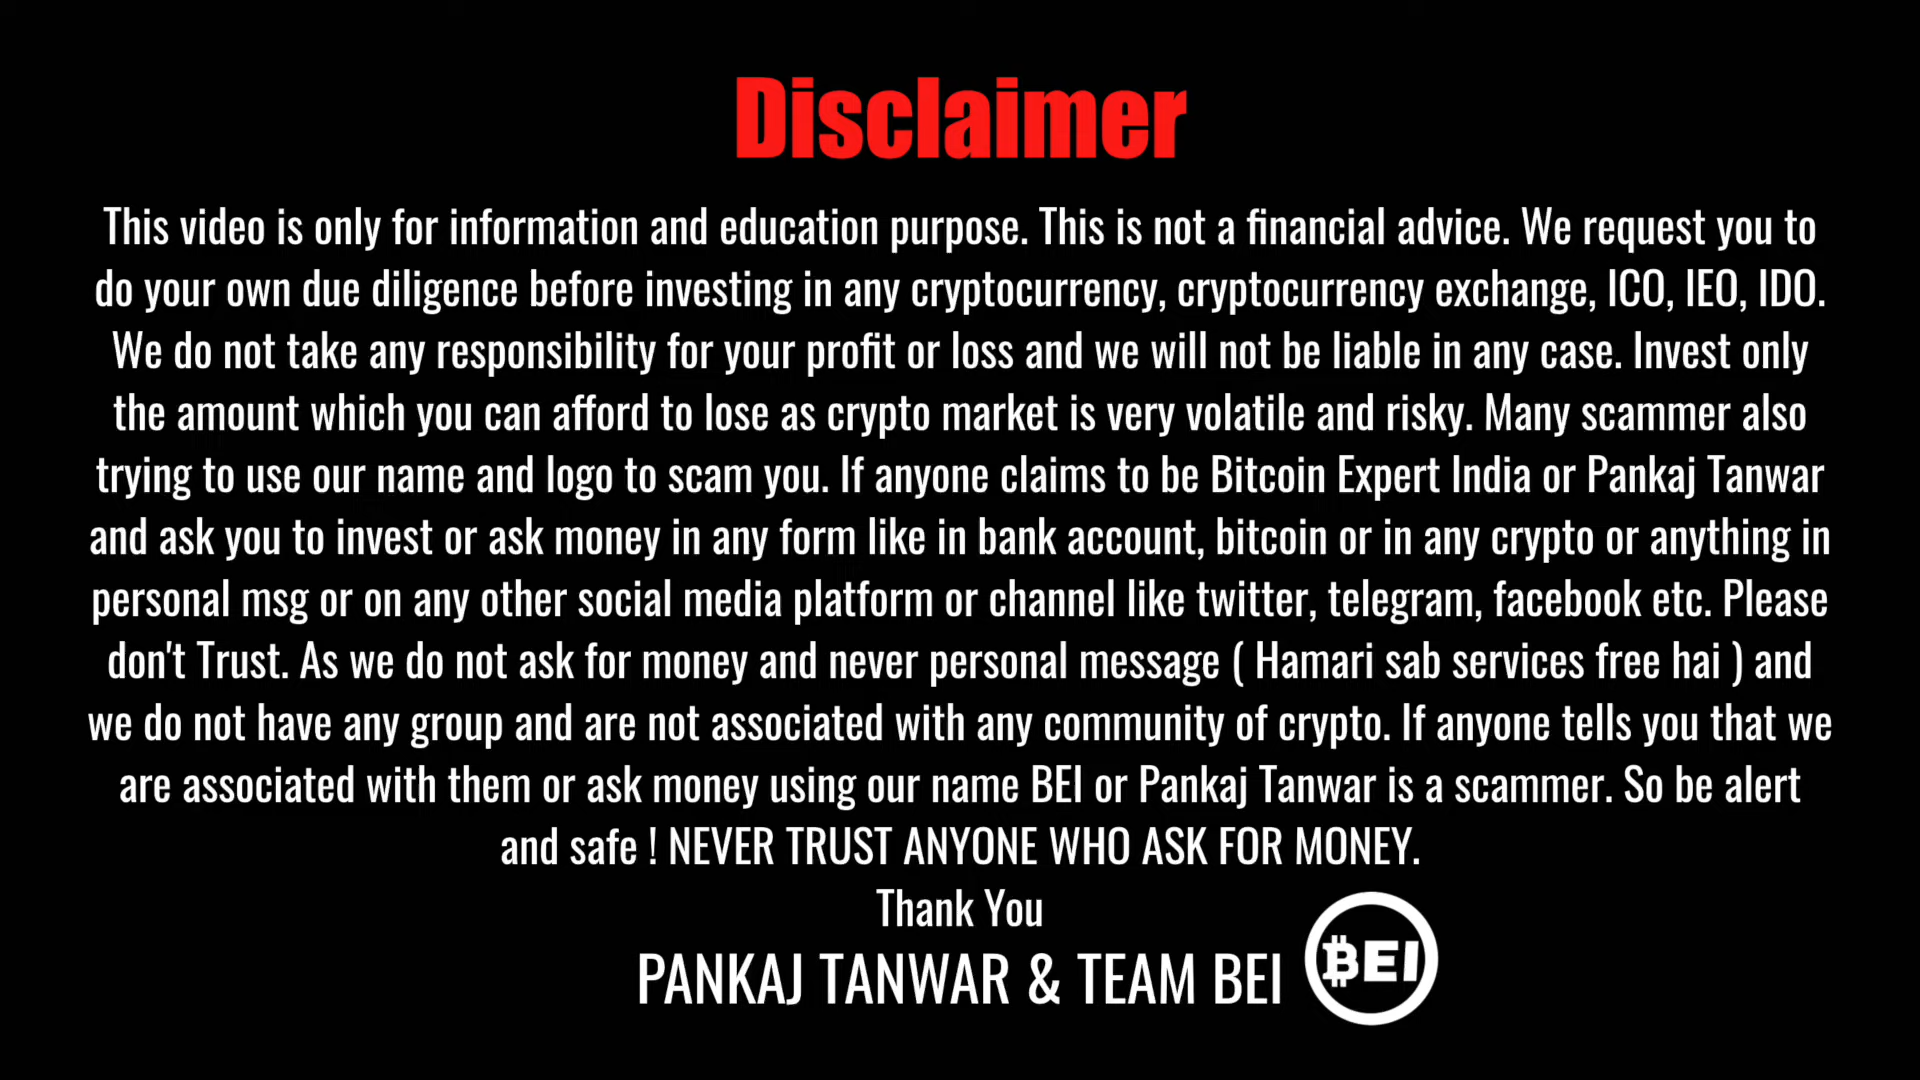 Disclaimer
This video is only for information and education purpose. This is not a financial advice. We request you to
do your own due diligence before investing in any cryptocurrency, cryptocurrency exchange, ICO, IEO, IDO.
We do not take any responsibility for your profit or loss and we will not be liable in any case. Invest only
the amount which you can afford to lose as crypto market is very volatile and risky. Many scammer also
trying to use our name and logo to scam you. If anyone claims to be Bitcoin Expert India or Pankaj Tanwar
and ask you to invest or ask money in any form like in bank account, bitcoin or in any crypto or anything in
personal msg or on any other social media platform or channel like twitter, telegram, facebook etc. Please
don't Trust. As we do not ask for money and never personal message ( Hamari sab services free hai ) and
we do not have any group and are not associated with any community of crypto. If anyone tells you that we
are associated with them or ask money using our name BEI or Pankaj Tanwar is a scammer. So be alert
and safe ! NEVER TRUST ANYONE WHO ASK FOR MONEY.
Thank You
PANKAJ TANWAR & TEAM BEI
BEI